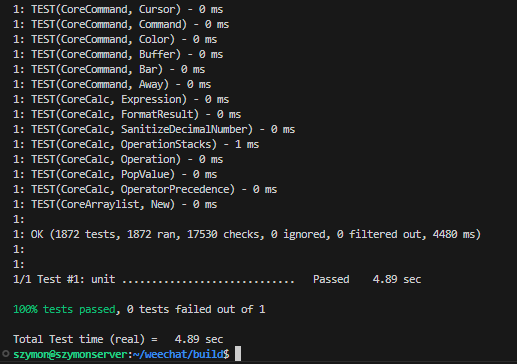 1: TEST(CoreCommand, Cursor) - 0 ms
1: TEST(CoreCommand, Command) - 0 ms
1: TEST(CoreCommand, Color) - 0 ms
1: TEST(CoreCommand, Buffer) - 0 ms
1: TEST(CoreCommand, Bar) - 0 ms
1: TEST(CoreCommand, Away) - 0 ms
1: TEST(CoreCalc, Expression) - 0 ms
1: TEST(CoreCalc, FormatResult) - 0 ms
1: TEST(CoreCalc, SanitizeDecimalNumber) - 0 ms
1: TEST(CoreCalc, OperationStacks) - 1 ms
1: TEST(CoreCalc, Operation) - 0 ms
1: TEST(CoreCalc, PopValue) - 0 ms
1: TEST(CoreCalc, OperatorPrecedence) - 0 ms
1: TEST(CoreArraylist, New) - 0 ms
1:
1: OK (1872 tests, 1872 ran, 17530 checks, 0 ignored, 0 filtered out, 4480 ms)
1:
1:
1/1 Test #1: unit .............................   Passed    4.89 sec

100% tests passed, 0 tests failed out of 1

Total Test time (real) =   4.89 sec
szymon@szymonserver:~/weechat/build$